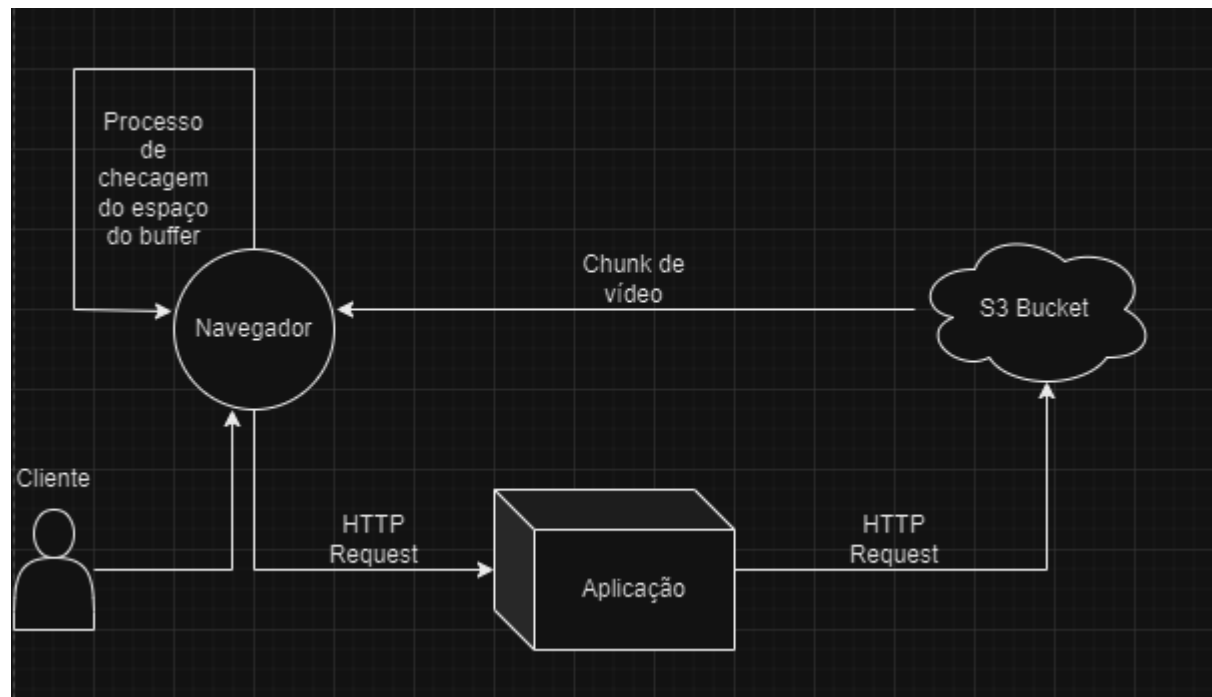 Processo
de
checagem
do espaço
do buffer
Chunk de
vídeo
S3 Bucket
Navegador
Cliente
HTTP
Request
HTTP
Request
Aplicação